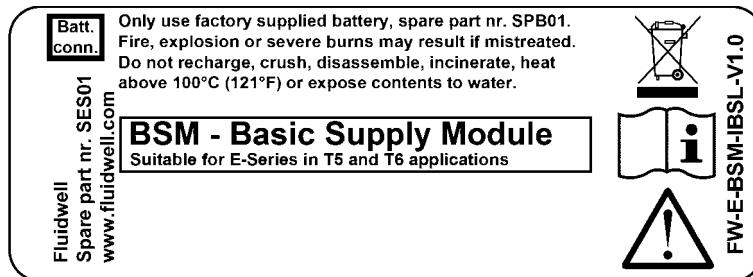 Batt.
conn.
Only use factory supplied battery, spare part nr. SPB01.
Fire, explosion or severe burns may result if mistreated.
Do not recharge, crush, disassemble, incinerate, heat
above 100°C (121°F) or expose contents to water.
BSM - Basic Supply Module
Suitable for E-Series in T5 and T6 applications
Fluidwell
Spare part nr. SES01
www.fluidwell.com
i
!
FW-E-BSM-IBSL-V1.0